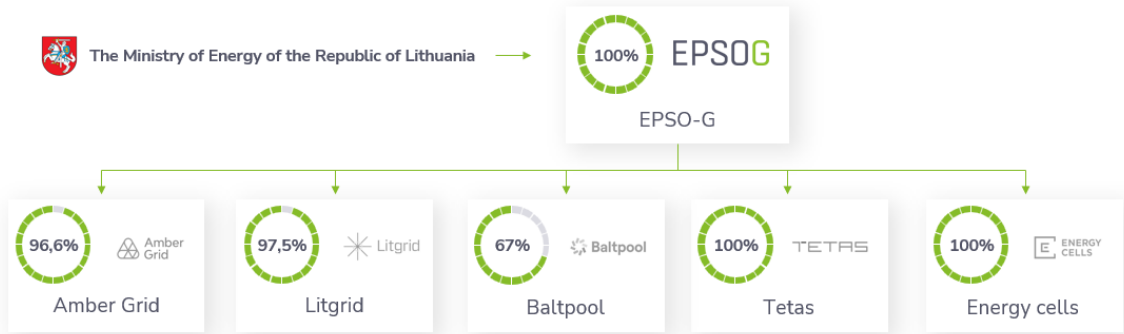 The Ministry of Energy of the Republic of Lithuania
100%
EPSOG
EPSO-G
96,6%
Amber
Grid
Amber Grid
97,5%
Litgrid
Litgrid
67%
Baltpool
Baltpool
100%
TETAS
Tetas
100%
E
ENERGY
CELLS
Energy cells